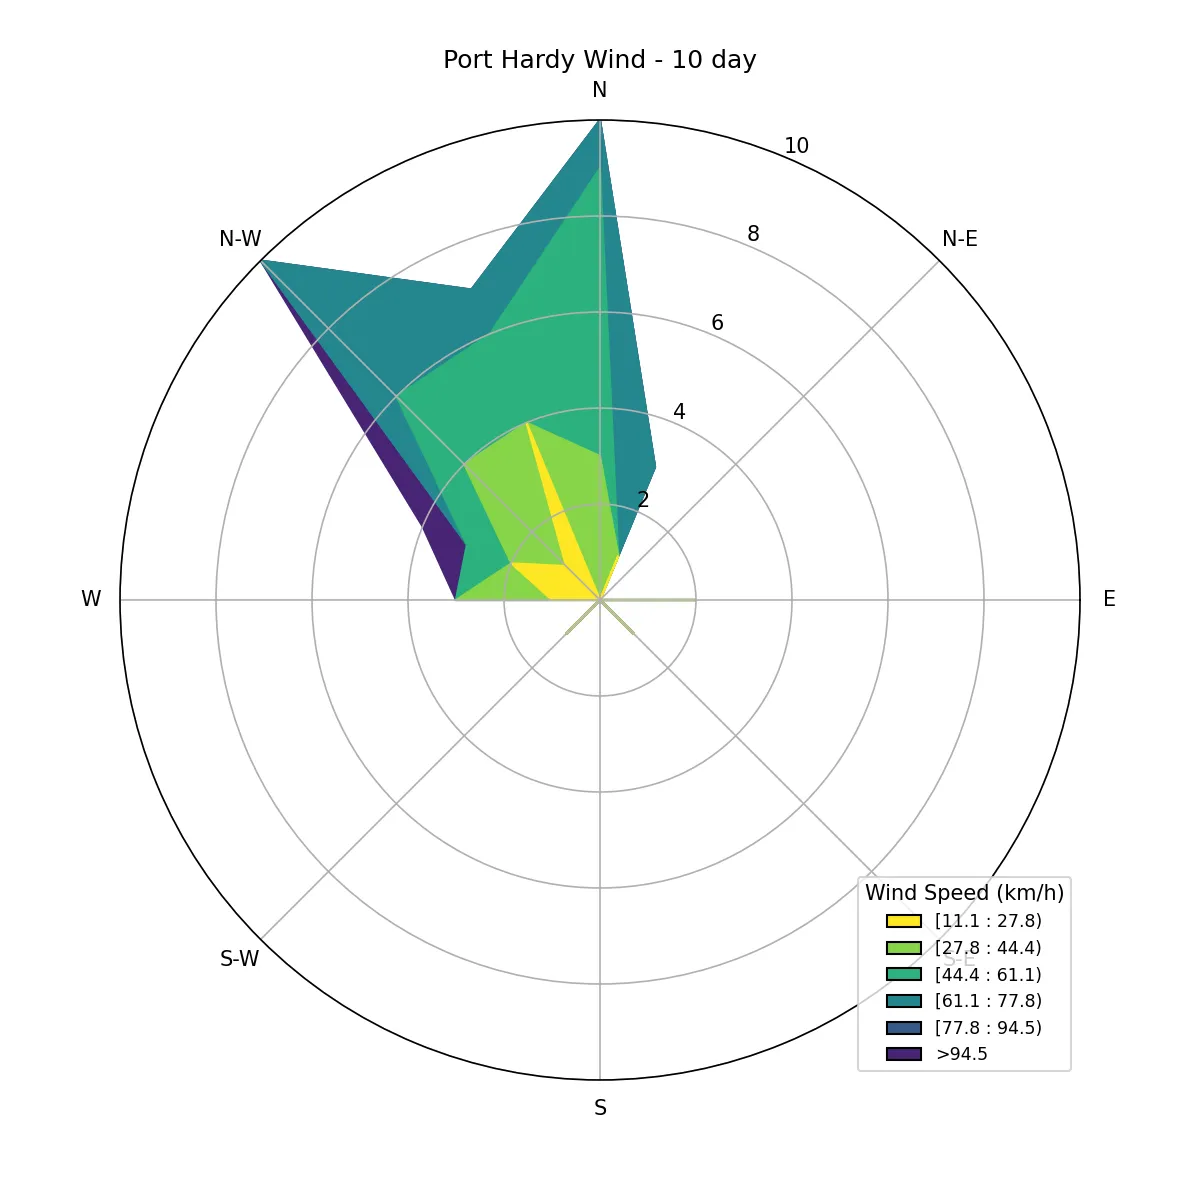 Port Hardy Wind - 10 day
N
10
N-W
N-E
8
6
4
2
W
E
Wind Speed (km/h)
[11.1 : 27.8)
[27.8 : 44.4)
S-W
S-E
[44.4 : 61.1)
[61.1 : 77.8)
[77.8 : 94.5)
>94.5
S